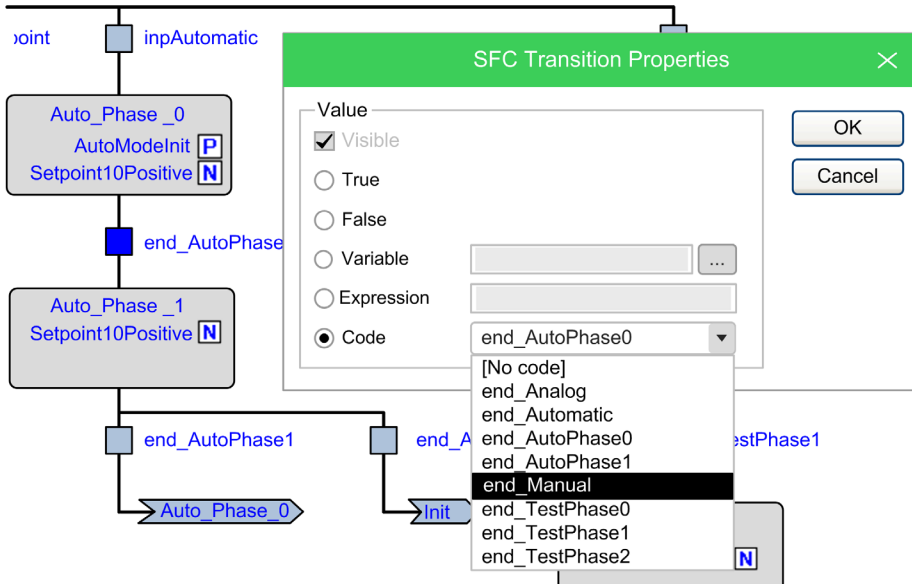 point
inpAutomatic
SFC Transition Properties
Auto_Phase _0
AutoModeInit P
Setpoint10Positive N
end_AutoPhase
Auto_Phase _1
Setpoint10Positive N
Value
Visible
True
False
Variable
...
Expression
Code
end_AutoPhase0
OK
Cancel
[No code]
end_Analog
end_Automatic
end_AutoPhase0
end_AutoPhase1
end_Manual
end_TestPhase0
end_TestPhase1
end_TestPhase2
end_AutoPhase1
end_A
estPhase1
Auto_Phase_0
Init
N